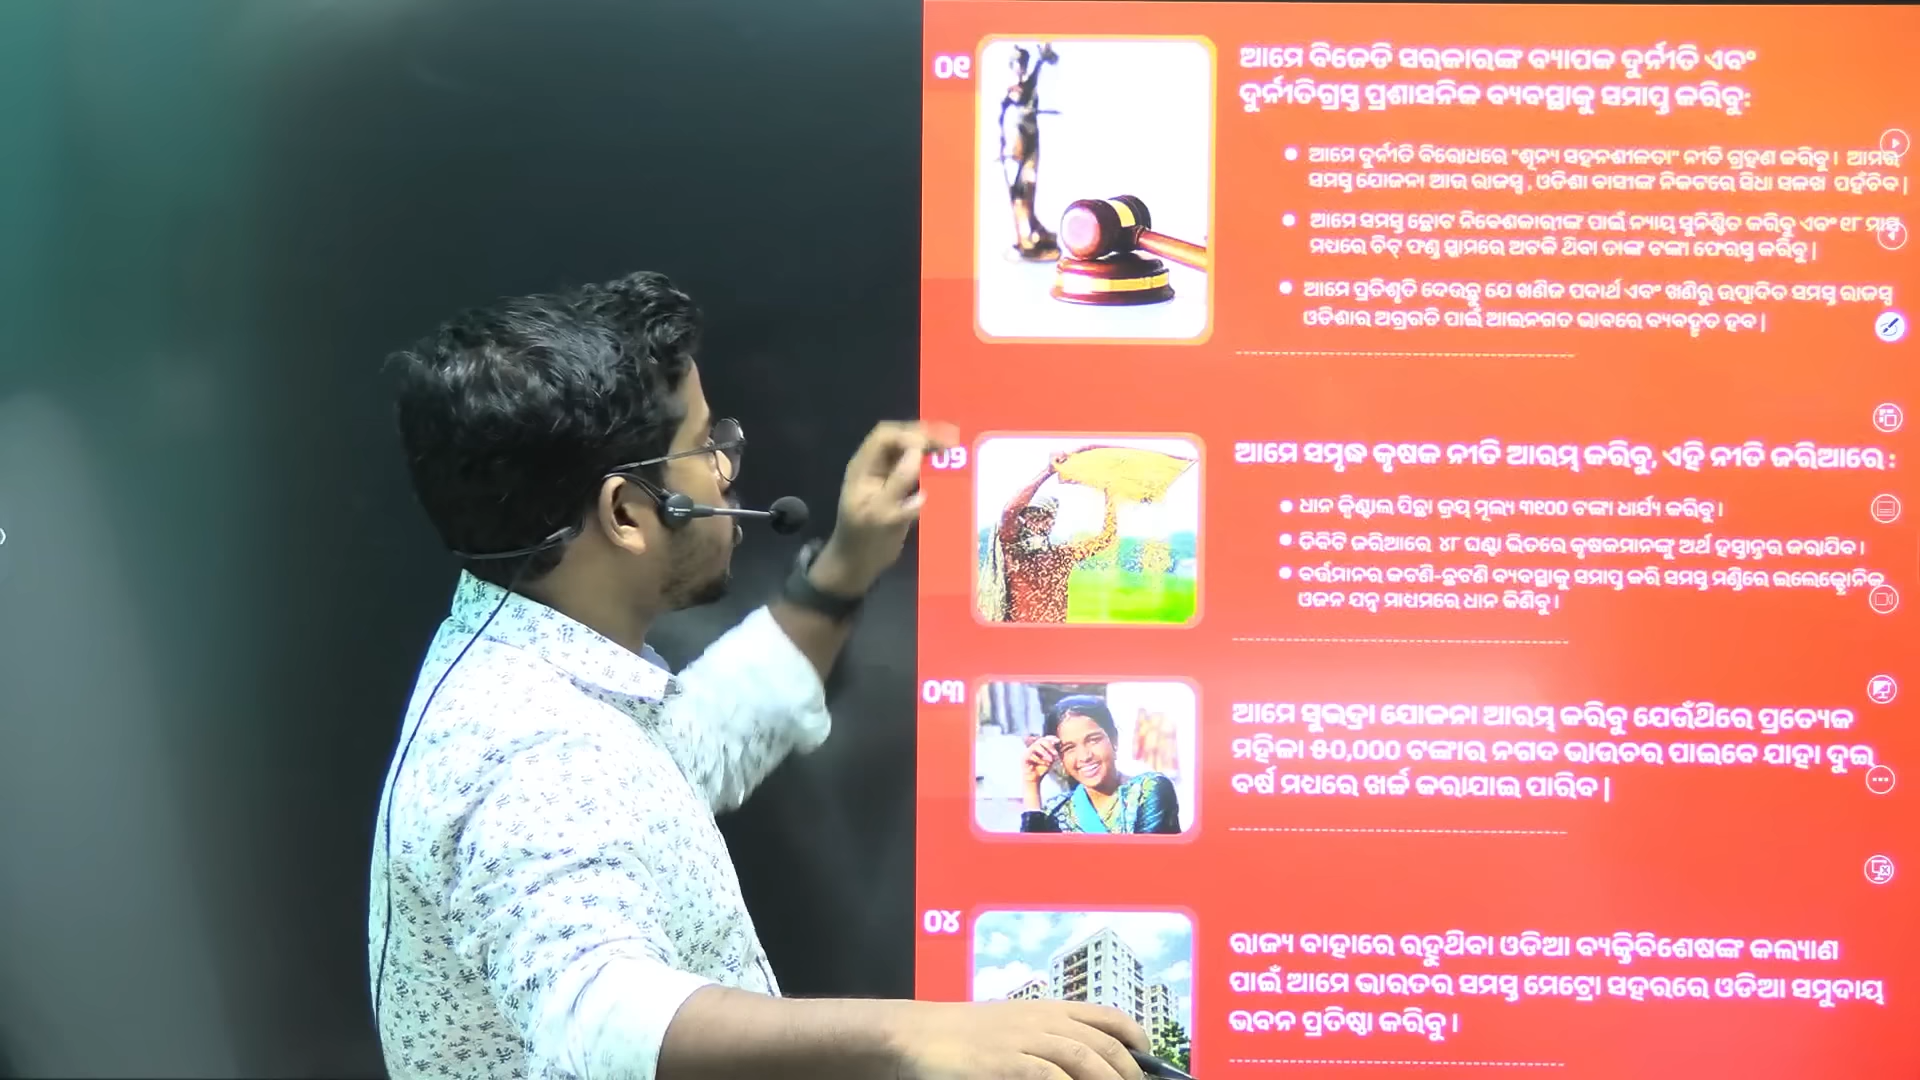 ୦୧
ଆମେ ବିଜେଡି ସରକାରଙ୍କ ବ୍ୟାପକ ଦୁର୍ନୀତି ଏବଂ
ଦୁର୍ନୀତିଗ୍ରସ୍ତ ପ୍ରଶାସନିକ ବ୍ୟବସ୍ଥାକୁ ସମାପ୍ତ କରିବୁ:
ଆମେ ଦୁର୍ନୀତି ବିରୋଧରେ "ଶୂନ୍ୟ ସହନଶୀଳତା" ନୀତି ଗ୍ରହଣ କରିବୁ। ଆମର
ସମସ୍ତ ଯୋଜନା ଆଉ ରାଜସ୍ବ, ଓଡିଶା ବାସୀଙ୍କ ନିକଟରେ ସିଧା ସଳଖ ପହଁଚିବ|
ଆମେ ସମସ୍ତ ଛୋଟ ନିବେଶକାରୀଙ୍କ ପାଇଁ ନ୍ୟାୟ ସୁନିଶ୍ଚିତ କରିବୁ ଏବଂ ୧୮ ମାସ
ମଧ୍ୟରେ ଚିଟ୍ ଫଣ୍ଡ ସ୍କାମରେ ଅଟକି ଥିବା ତାଙ୍କ ଟଙ୍କା ଫେରସ୍ତ କରିବୁ|
ଆମେ ପ୍ରତିଶୃତି ଦେଉଛୁ ଯେ ଖଣିଜ ପଦାର୍ଥ ଏବଂ ଖଣିରୁ ଉତ୍ପାଦିତ ସମସ୍ତ ରାଜସ୍ବ
ଓଡିଶାର ଅଗ୍ରଗତି ପାଇଁ ଆଇନଗତ ଭାବରେ ବ୍ୟବହୃତ ହବ|
୦୨
ଆମେ ସମୃଦ୍ଧ କୃଷକ ନୀତି ଆରମ୍ଭ କରିବୁ, ଏହି ନୀତି ଜରିଆରେ :
ଧାନ କ୍ୱିଣ୍ଟାଲ ପିଛା କ୍ରୟ ମୂଲ୍ୟ ୩୧୦୦ ଟଙ୍କା ଧାର୍ଯ୍ୟ କରିବୁ।
ଡିବିଟି ଜରିଆରେ ୪୮ ଘଣ୍ଟା ଭିତରେ କୃଷକମାନଙ୍କୁ ଅର୍ଥ ହସ୍ତାନ୍ତର କରାଯିବ।
ବର୍ତ୍ତମାନର କଟଣି-ଛଟଣି ବ୍ୟବସ୍ଥାକୁ ସମାପ୍ତ କରି ସମସ୍ତ ମଣ୍ଡିରେ ଇଲେକ୍ଟ୍ରୋନିକ୍
ଓଜନ ଯନ୍ତ୍ର ମାଧ୍ୟମରେ ଧାନ କିଣିବୁ।
୦୩
ଆମେ ସୁଭଦ୍ରା ଯୋଜନା ଆରମ୍ଭ କରିବୁ ଯେଉଁଥିରେ ପ୍ରତ୍ୟେକ
ମହିଳା ୫୦,୦୦୦ ଟଙ୍କାର ନଗଦ ଭାଉଚର ପାଇବେ ଯାହା ଦୁଇ
ବର୍ଷ ମଧ୍ୟରେ ଖର୍ଚ୍ଚ କରାଯାଇ ପାରିବ|
୦୪
ରାଜ୍ୟ ବାହାରେ ରହୁଥିବା ଓଡିଆ ବ୍ୟକ୍ତିବିଶେଷଙ୍କ କଲ୍ୟାଣ
ପାଇଁ ଆମେ ଭାରତର ସମସ୍ତ ମେଟ୍ରୋ ସହରରେ ଓଡିଆ ସମୁଦାୟ
ଭବନ ପ୍ରତିଷ୍ଠା କରିବୁ।